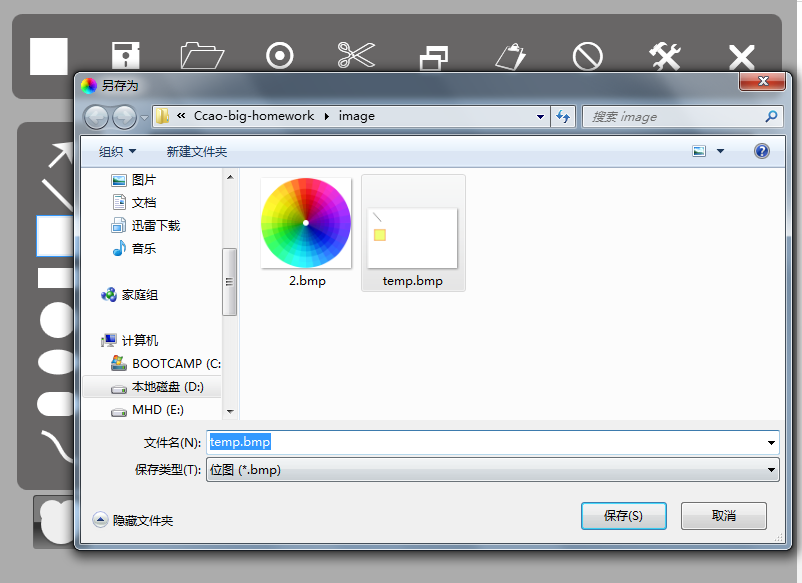 另存为
« Ccao-big-homework ▸ image
搜索 image
组织 新建文件夹
图片
文档
迅雷下载
音乐
家庭组
计算机
BOOTCAMP (C:
本地磁盘 (D:)
MHD (E:)
2.bmp
temp.bmp
文件名(N): temp.bmp
保存类型(T): 位图 (*.bmp)
隐藏文件夹
保存(S) 取消